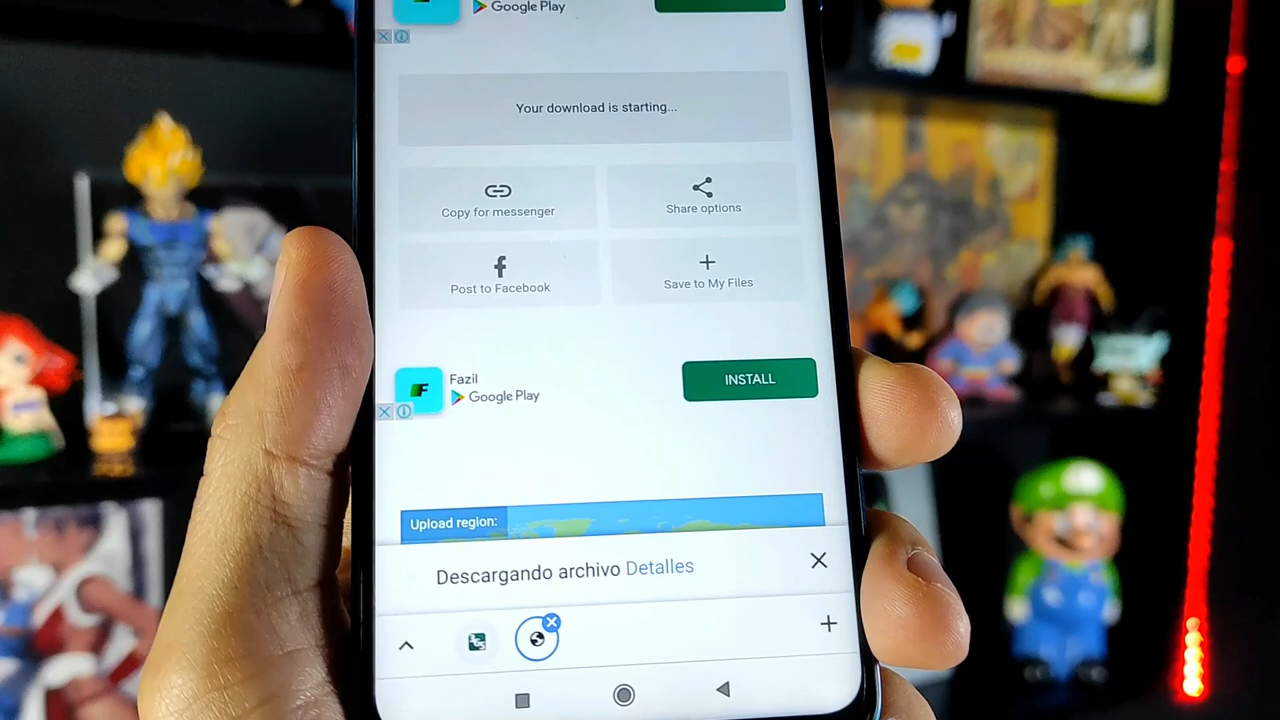 Google Play
Your download is starting...
Copy for messenger
Share options
Post to Facebook
Save to My Files
Fazil
Google Play
INSTALL
Upload region:
Descargando archivo Detalles